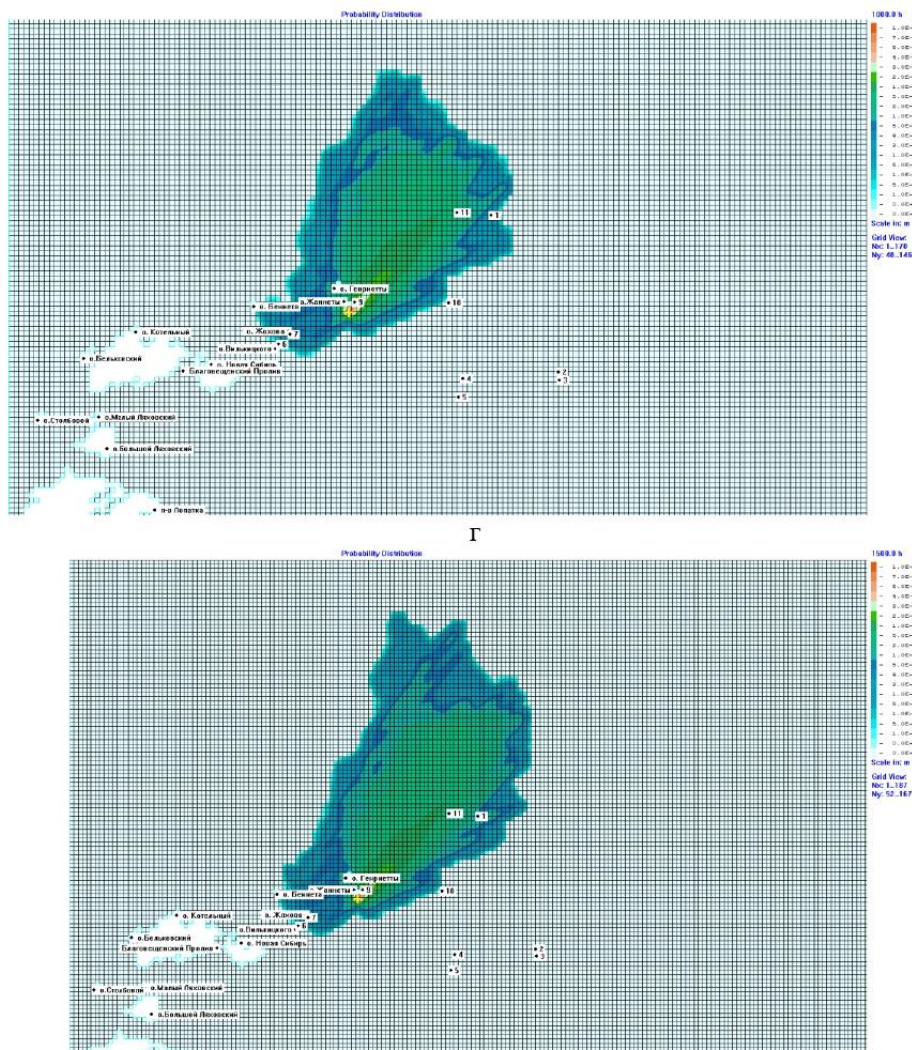 Probability Distribution
1000.0 h
Scale in: m
Grid View:
Nx: 1..170
Ny: 40..146
11
1
о. Генриетты
о.Жаннеты
9
о. Беннета
10
о. Жохова
7
о. Котельный
6
о.Вилькицкого
о.Бельковский
о. Новая Сибирь
Благовещенский Пролив
2
4
3
5
о.Малый Ляховский
о.Столбовой
о.Большой Ляховский
п-о Лопатка
Г
Probability Distribution
1500.0 h
Scale in: m
Grid View:
Nx: 1..187
Ny: 52..167
11
1
о. Генриетты
о.Жаннеты
9
о. Беннета
10
о. Котельный
о. Жохова
7
6
о.Вилькицкого
о.Бельковский
о. Новая Сибирь
Благовещенский Пролив
2
4
3
5
о.Столбовой
о.Малый Ляховский
о.Большой Ляховский